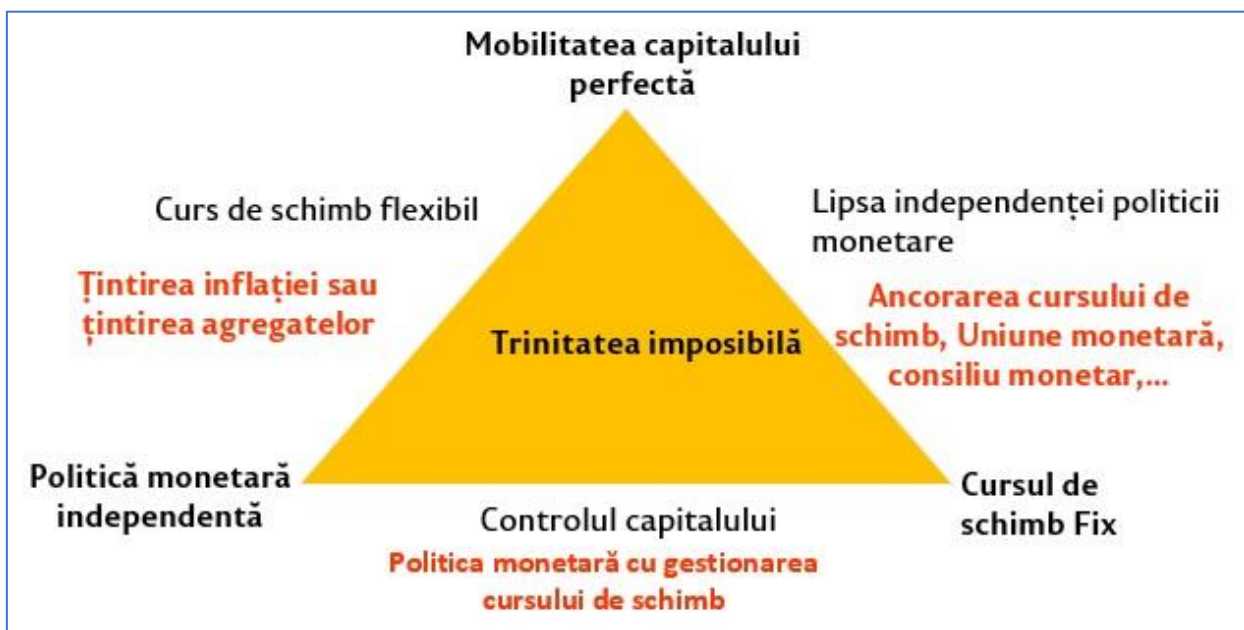 Mobilitatea capitalului
perfectă
Curs de schimb flexibil
Țintirea inflației sau
țintirea agregatelor
Lipsa independenței politicii
monetare
Ancorarea cursului de
schimb, Uniune monetară,
consiliu monetar,...
Trinitatea imposibilă
Politică monetară
independentă
Cursul de
schimb Fix
Controlul capitalului
Politica monetară cu gestionarea
cursului de schimb